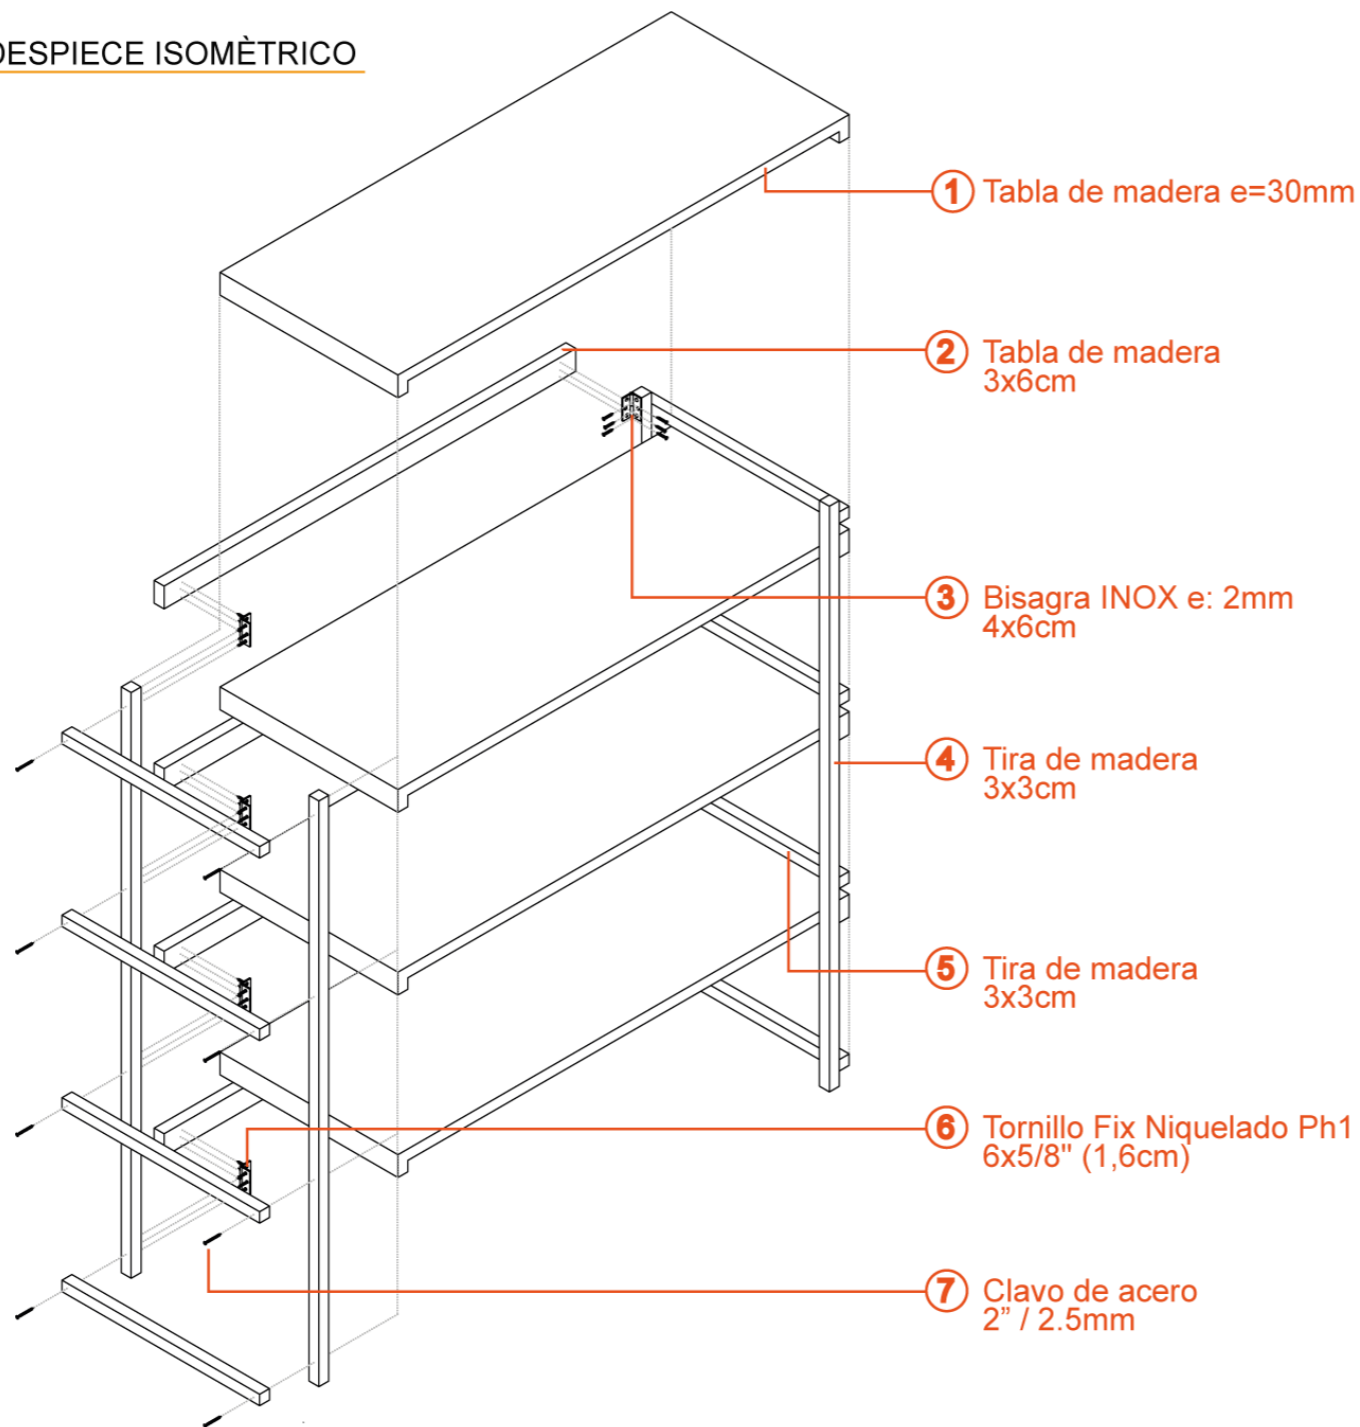 DESPIECE ISOMÈTRICO
1 Tabla de madera e=30mm
2 Tabla de madera
3x6cm
3 Bisagra INOX e: 2mm
4x6cm
4 Tira de madera
3x3cm
5 Tira de madera
3x3cm
6 Tornillo Fix Niquelado Ph1
6x5/8" (1,6cm)
7 Clavo de acero
2” / 2.5mm